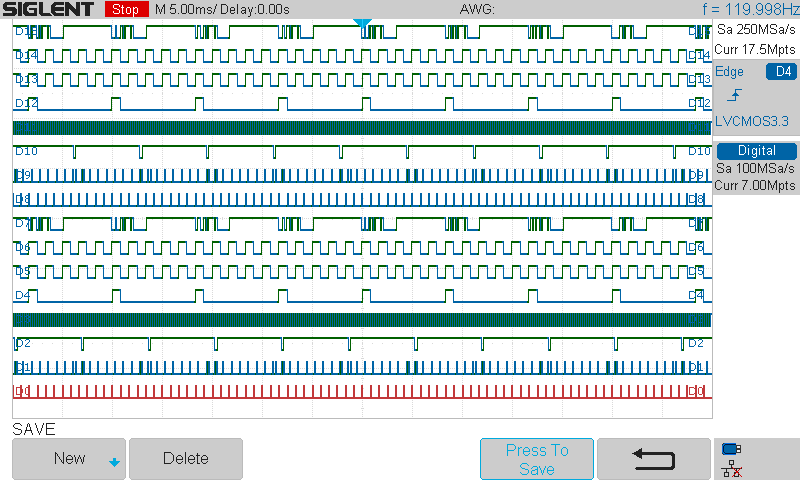 SIGLENT Stop M 5.00ms/ Delay:0.00s AWG: f = 119.998Hz
Sa 250MSa/s
Curr 17.5Mpts
Edge D4
LVCMOS3.3
Digital
Sa 100MSa/s
Curr 7.00Mpts
D15
D14 D14
D13 D13
D12 D12
D10 D10
D9 D9
D8 D8
D7
D6 D6
D5 D5
D4 D4
D2 D2
D1 D1
D0 D0
SAVE
New Delete Press To
Save